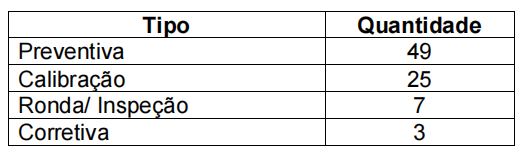 Tipo Quantidade
Preventiva 49
Calibração 25
Ronda/ Inspeção 7
Corretiva 3